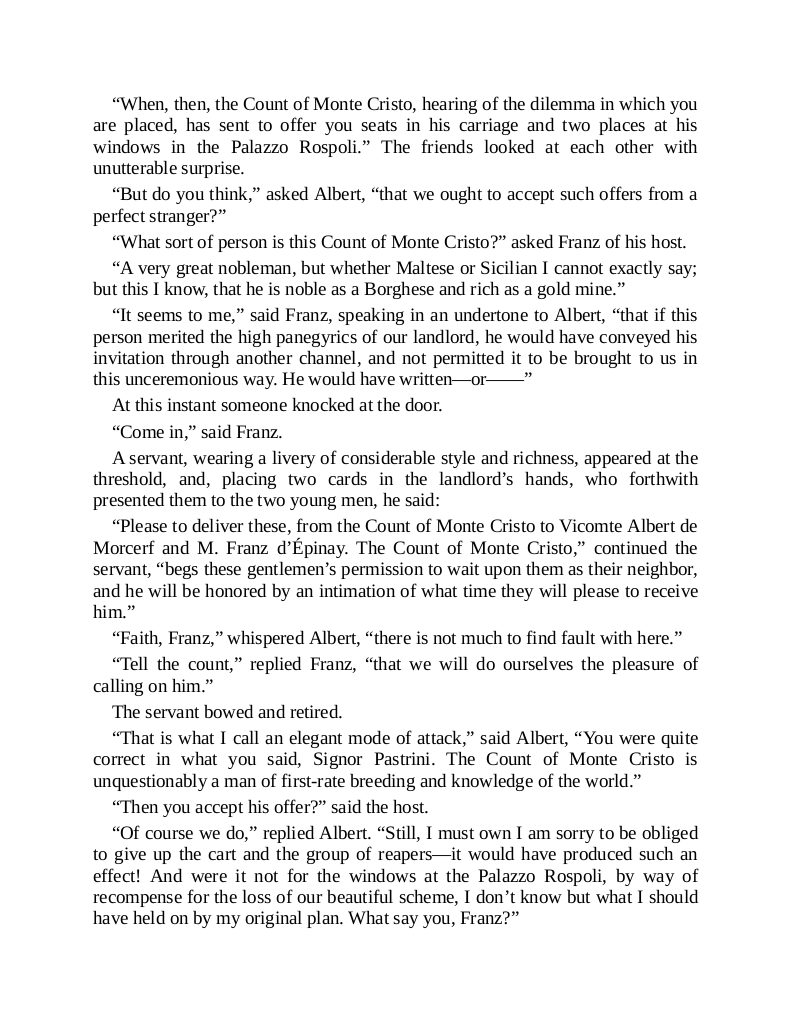 “When, then, the Count of Monte Cristo, hearing of the dilemma in which you
are placed, has sent to offer you seats in his carriage and two places at his
windows in the Palazzo Rospoli.” The friends looked at each other with
unutterable surprise.
“But do you think,” asked Albert, “that we ought to accept such offers from a
perfect stranger?”
“What sort of person is this Count of Monte Cristo?” asked Franz of his host.
“A very great nobleman, but whether Maltese or Sicilian I cannot exactly say;
but this I know, that he is noble as a Borghese and rich as a gold mine.”
“It seems to me,” said Franz, speaking in an undertone to Albert, “that if this
person merited the high panegyrics of our landlord, he would have conveyed his
invitation through another channel, and not permitted it to be brought to us in
this unceremonious way. He would have written—or——”
At this instant someone knocked at the door.
“Come in,” said Franz.
A servant, wearing a livery of considerable style and richness, appeared at the
threshold, and, placing two cards in the landlord’s hands, who forthwith
presented them to the two young men, he said:
“Please to deliver these, from the Count of Monte Cristo to Vicomte Albert de
Morcerf and M. Franz d’Épinay. The Count of Monte Cristo,” continued the
servant, “begs these gentlemen’s permission to wait upon them as their neighbor,
and he will be honored by an intimation of what time they will please to receive
him.”
“Faith, Franz,” whispered Albert, “there is not much to find fault with here.”
“Tell the count,” replied Franz, “that we will do ourselves the pleasure of
calling on him.”
The servant bowed and retired.
“That is what I call an elegant mode of attack,” said Albert, “You were quite
correct in what you said, Signor Pastrini. The Count of Monte Cristo is
unquestionably a man of first-rate breeding and knowledge of the world.”
“Then you accept his offer?” said the host.
“Of course we do,” replied Albert. “Still, I must own I am sorry to be obliged
to give up the cart and the group of reapers—it would have produced such an
effect! And were it not for the windows at the Palazzo Rospoli, by way of
recompense for the loss of our beautiful scheme, I don’t know but what I should
have held on by my original plan. What say you, Franz?”